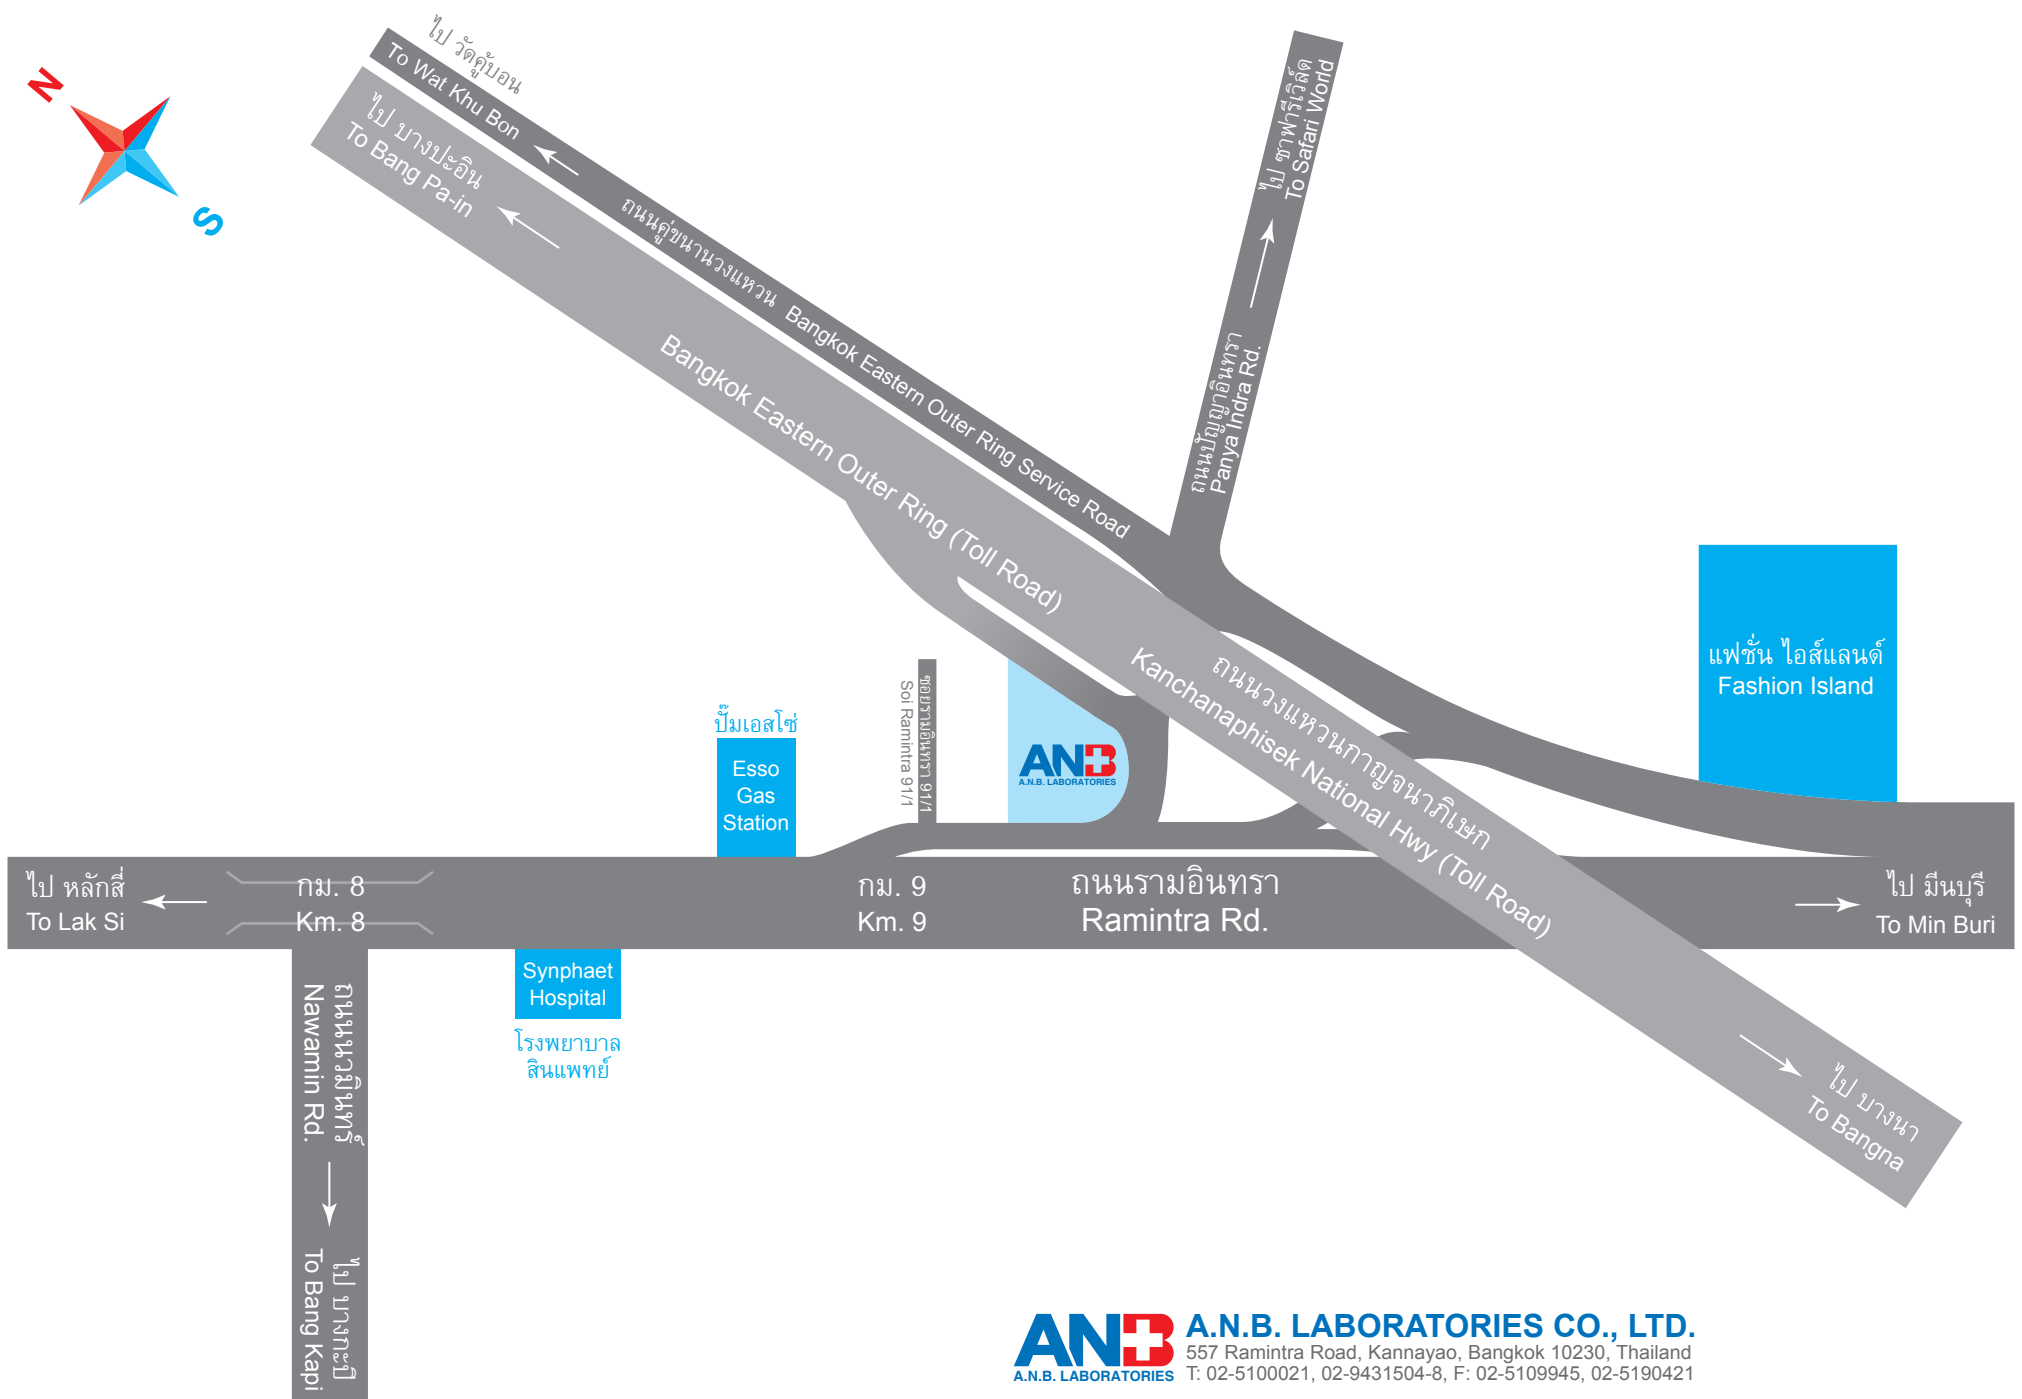 N
S
ไป วัดคู้บอน
To Wat Khu Bon
ไป บางปะอิน
To Bang Pa-in
ถนนคู่ขนานวงแหวน Bangkok Eastern Outer Ring Service Road
Bangkok Eastern Outer Ring (Toll Road)
ไป ซาฟารีเวิล์ด
To Safari World
ถนนปัญญาอินทรา
Panya Indra Rd.
ถนนวงแหวนกาญจนาภิเษก
Kanchanaphisek National Hwy (Toll Road)
แฟชั่น ไอส์แลนด์
Fashion Island
ปั๊มเอสโซ่
Esso
Gas
Station
ซอยรามอินทรา 91/1
Soi Ramintra 91/1
ANB
A.N.B. LABORATORIES
ไป หลักสี่
To Lak Si
กม. 8
Km. 8
กม. 9
Km. 9
ถนนรามอินทรา
Ramintra Rd.
ไป มีนบุรี
To Min Buri
Synphaet
Hospital
โรงพยาบาล
สินแพทย์
ถนนนวมินทร์
Nawamin Rd.
ไป บางกะปิ
To Bang Kapi
ไป บางนา
To Bangna
ANB
A.N.B. LABORATORIES
A.N.B. LABORATORIES CO., LTD.
557 Ramintra Road, Kannayao, Bangkok 10230, Thailand
T: 02-5100021, 02-9431504-8, F: 02-5109945, 02-5190421